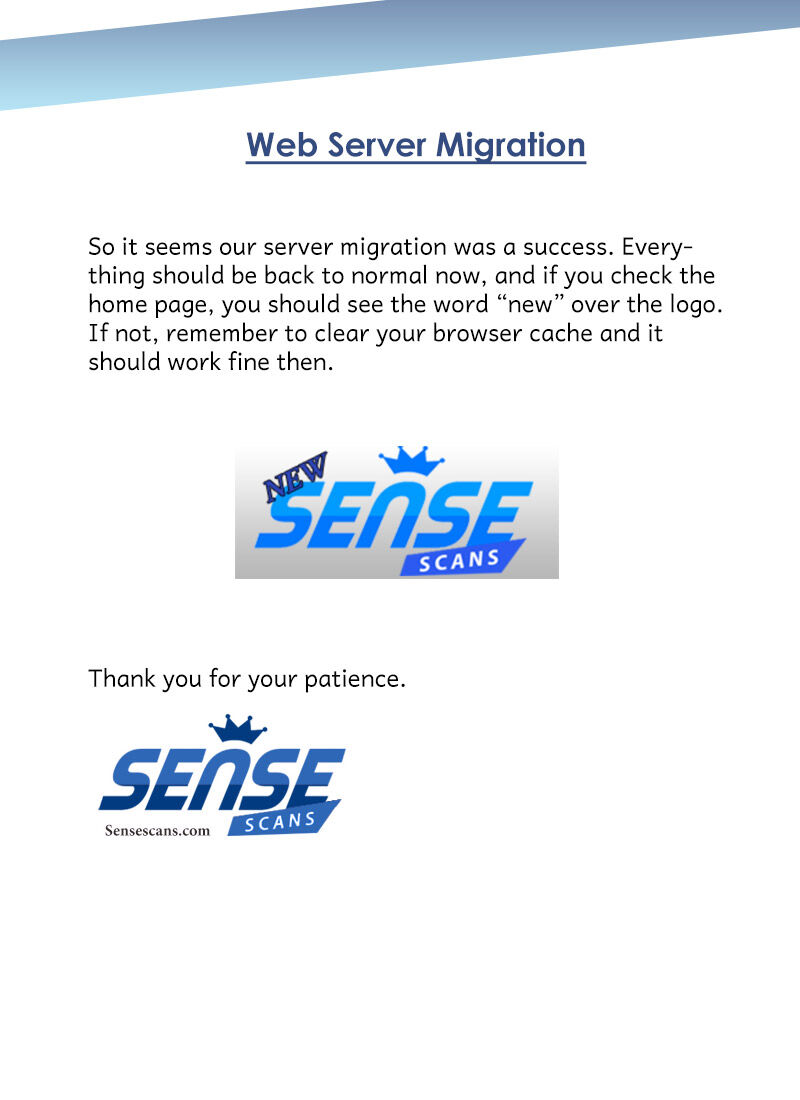 Web Server Migration
So it seems our server migration was a success. Every-
thing should be back to normal now, and if you check the
home page, you should see the word “new” over the logo.
If not, remember to clear your browser cache and it
should work fine then.
NEW
SENSE
SCANS
Thank you for your patience.
SENSE
SCANS
Sensescans.com